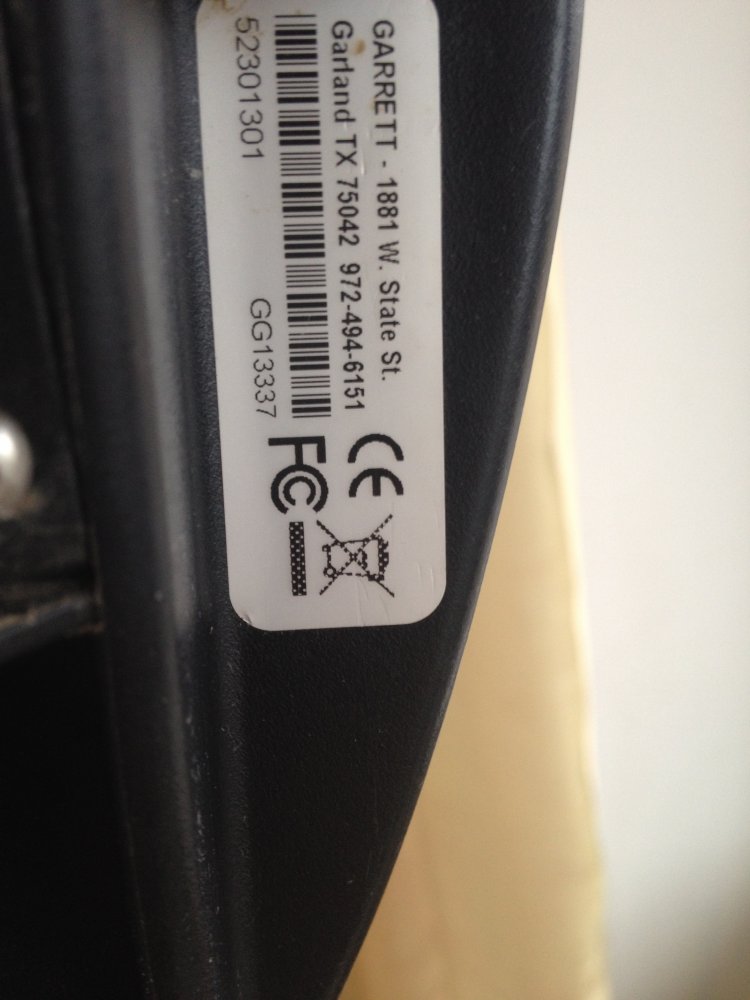 GARRETT - 1881 W. State St.
Garland TX 75042 972-494-6151
52301301 GG13337
CE
FC